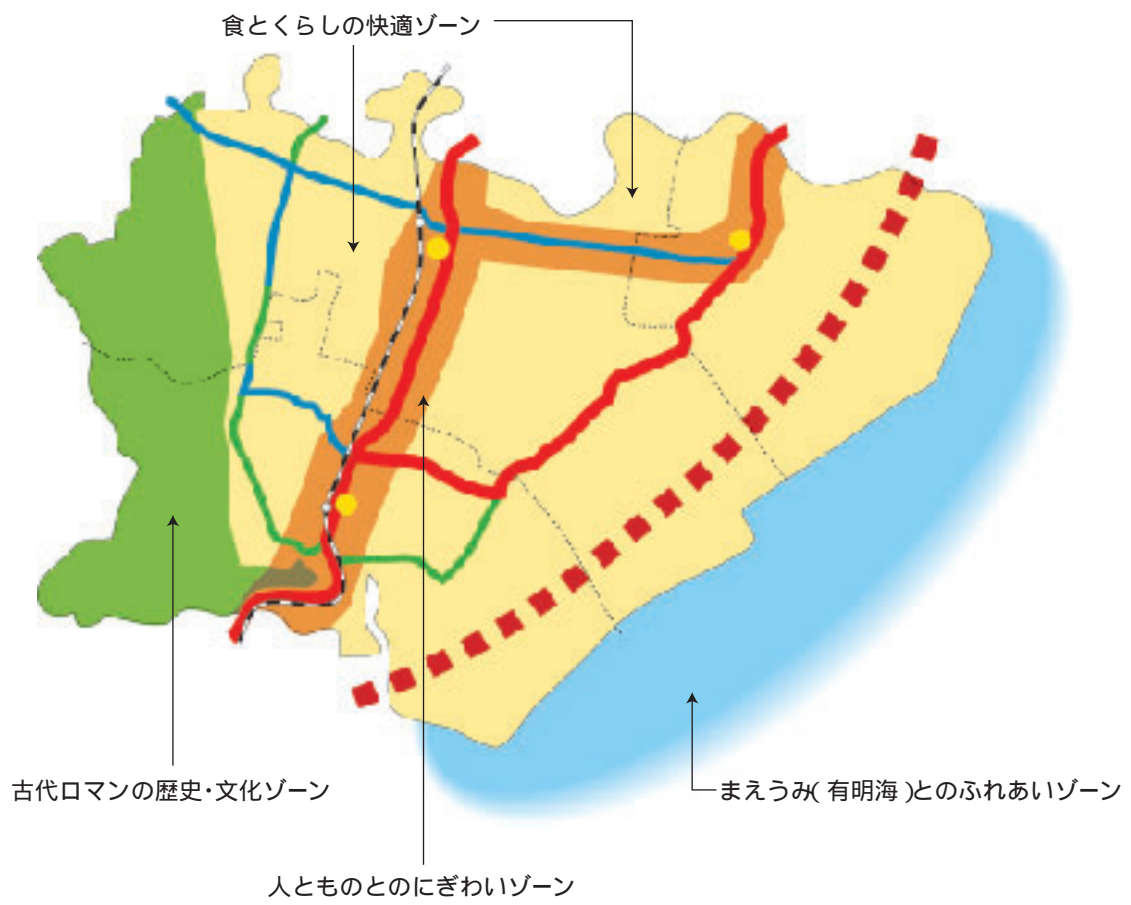 食とくらしの快適ゾーン
古代ロマンの歴史・文化ゾーン
まえうみ(有明海)とのふれあいゾーン
人とものとのにぎわいゾーン